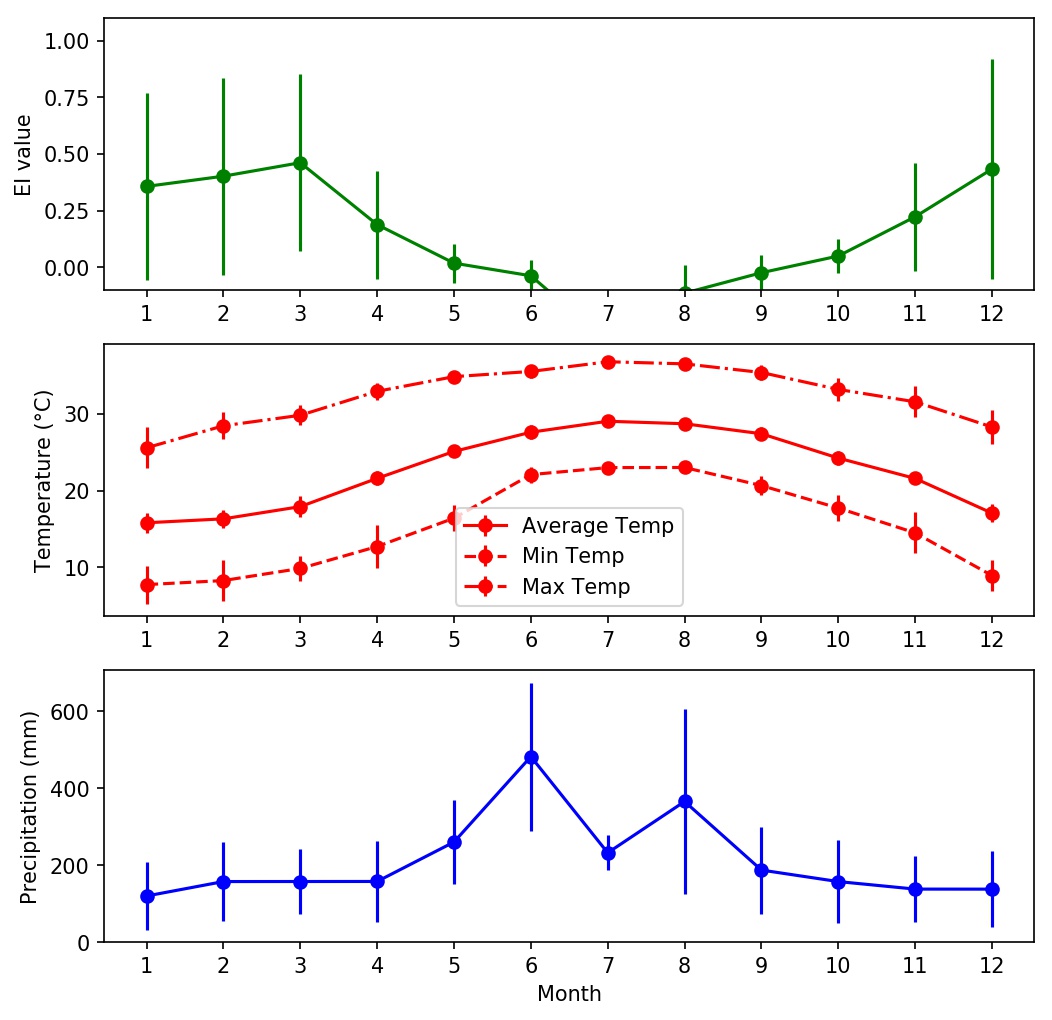 EI value
1.00
0.75
0.50
0.25
0.00
1 2 3 4 5 6 7 8 9 10 11 12
Temperature (°C)
30
20
10
Average Temp
Min Temp
Max Temp
1 2 3 4 5 6 7 8 9 10 11 12
Precipitation (mm)
600
400
200
0
1 2 3 4 5 6 7 8 9 10 11 12
Month